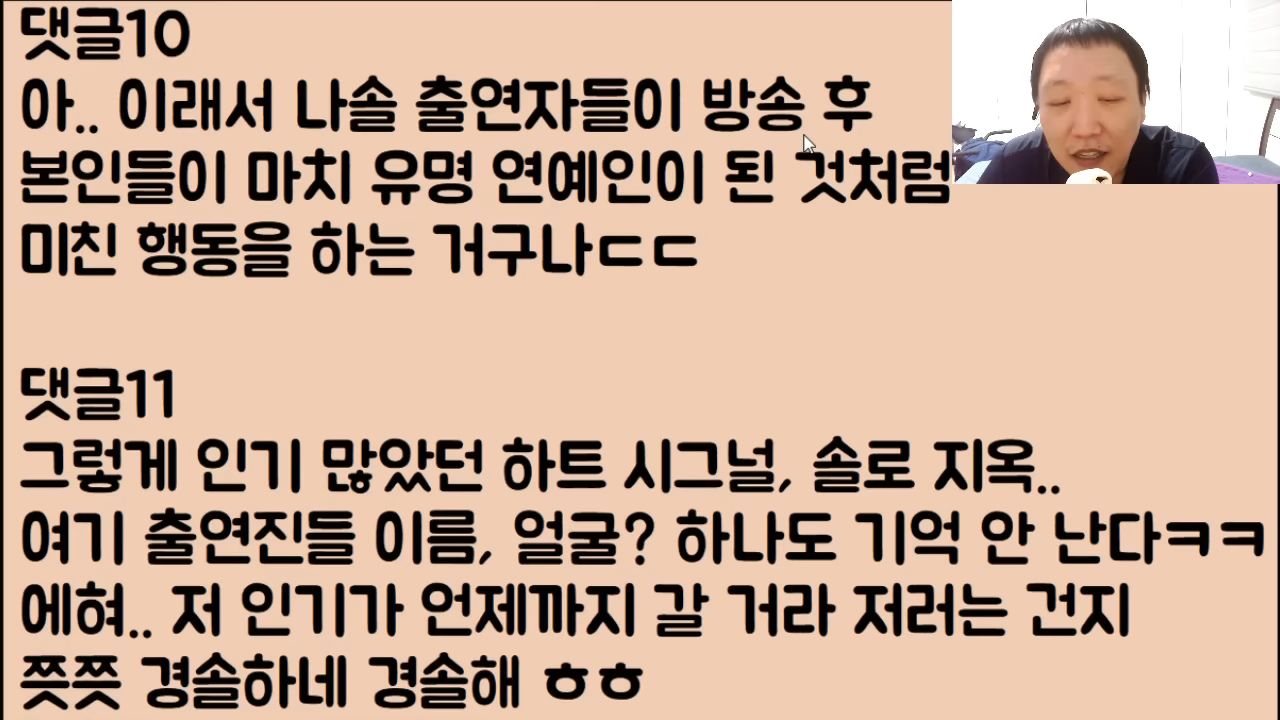 댓글10
아.. 이래서 나솔 출연자들이 방송 후
본인들이 마치 유명 연예인이 된 것처럼
미친 행동을 하는 거구나ㄷㄷ
댓글11
그렇게 인기 많았던 하트 시그널, 솔로 지옥..
여기 출연진들 이름, 얼굴? 하나도 기억 안 난다ㅋㅋ
에혀.. 저 인기가 언제까지 갈 거라 저러는 건지
쯧쯧 경솔하네 경솔해 ㅎㅎ